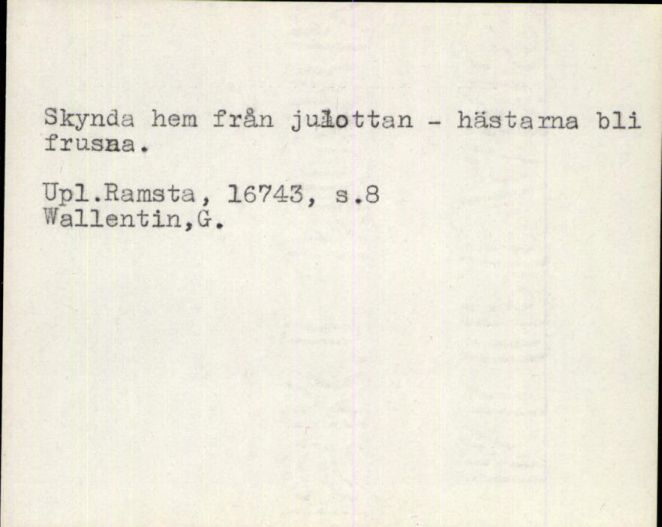 Skynda hem från julottan - hästarna bli
frusna.
Upl.Ramsta, 16743, s.8
Wallentin,G.